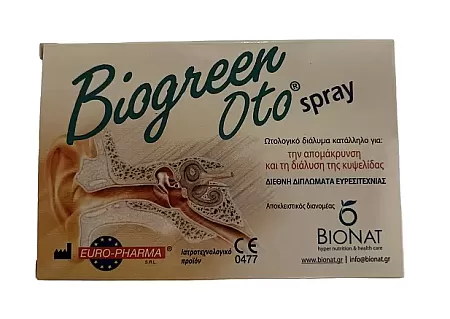 Biogreen
Oto® spray
Ωτολογικό διάλυμα κατάλληλο για:
την απομάκρυνση
και τη διάλυση της κυψελίδας
ΔΙΕΘΝΗ ΔΙΠΛΩΜΑΤΑ ΕΥΡΕΣΙΤΕΧΝΙΑΣ
Αποκλειστικός διανομέας:
BIONAT
hyper nutrition & health care
www.bionat.gr | info@bionat.gr
EURO-PHARMA®
S.R.L.
Ιατροτεχνολογικό
προϊόν
CE
0477